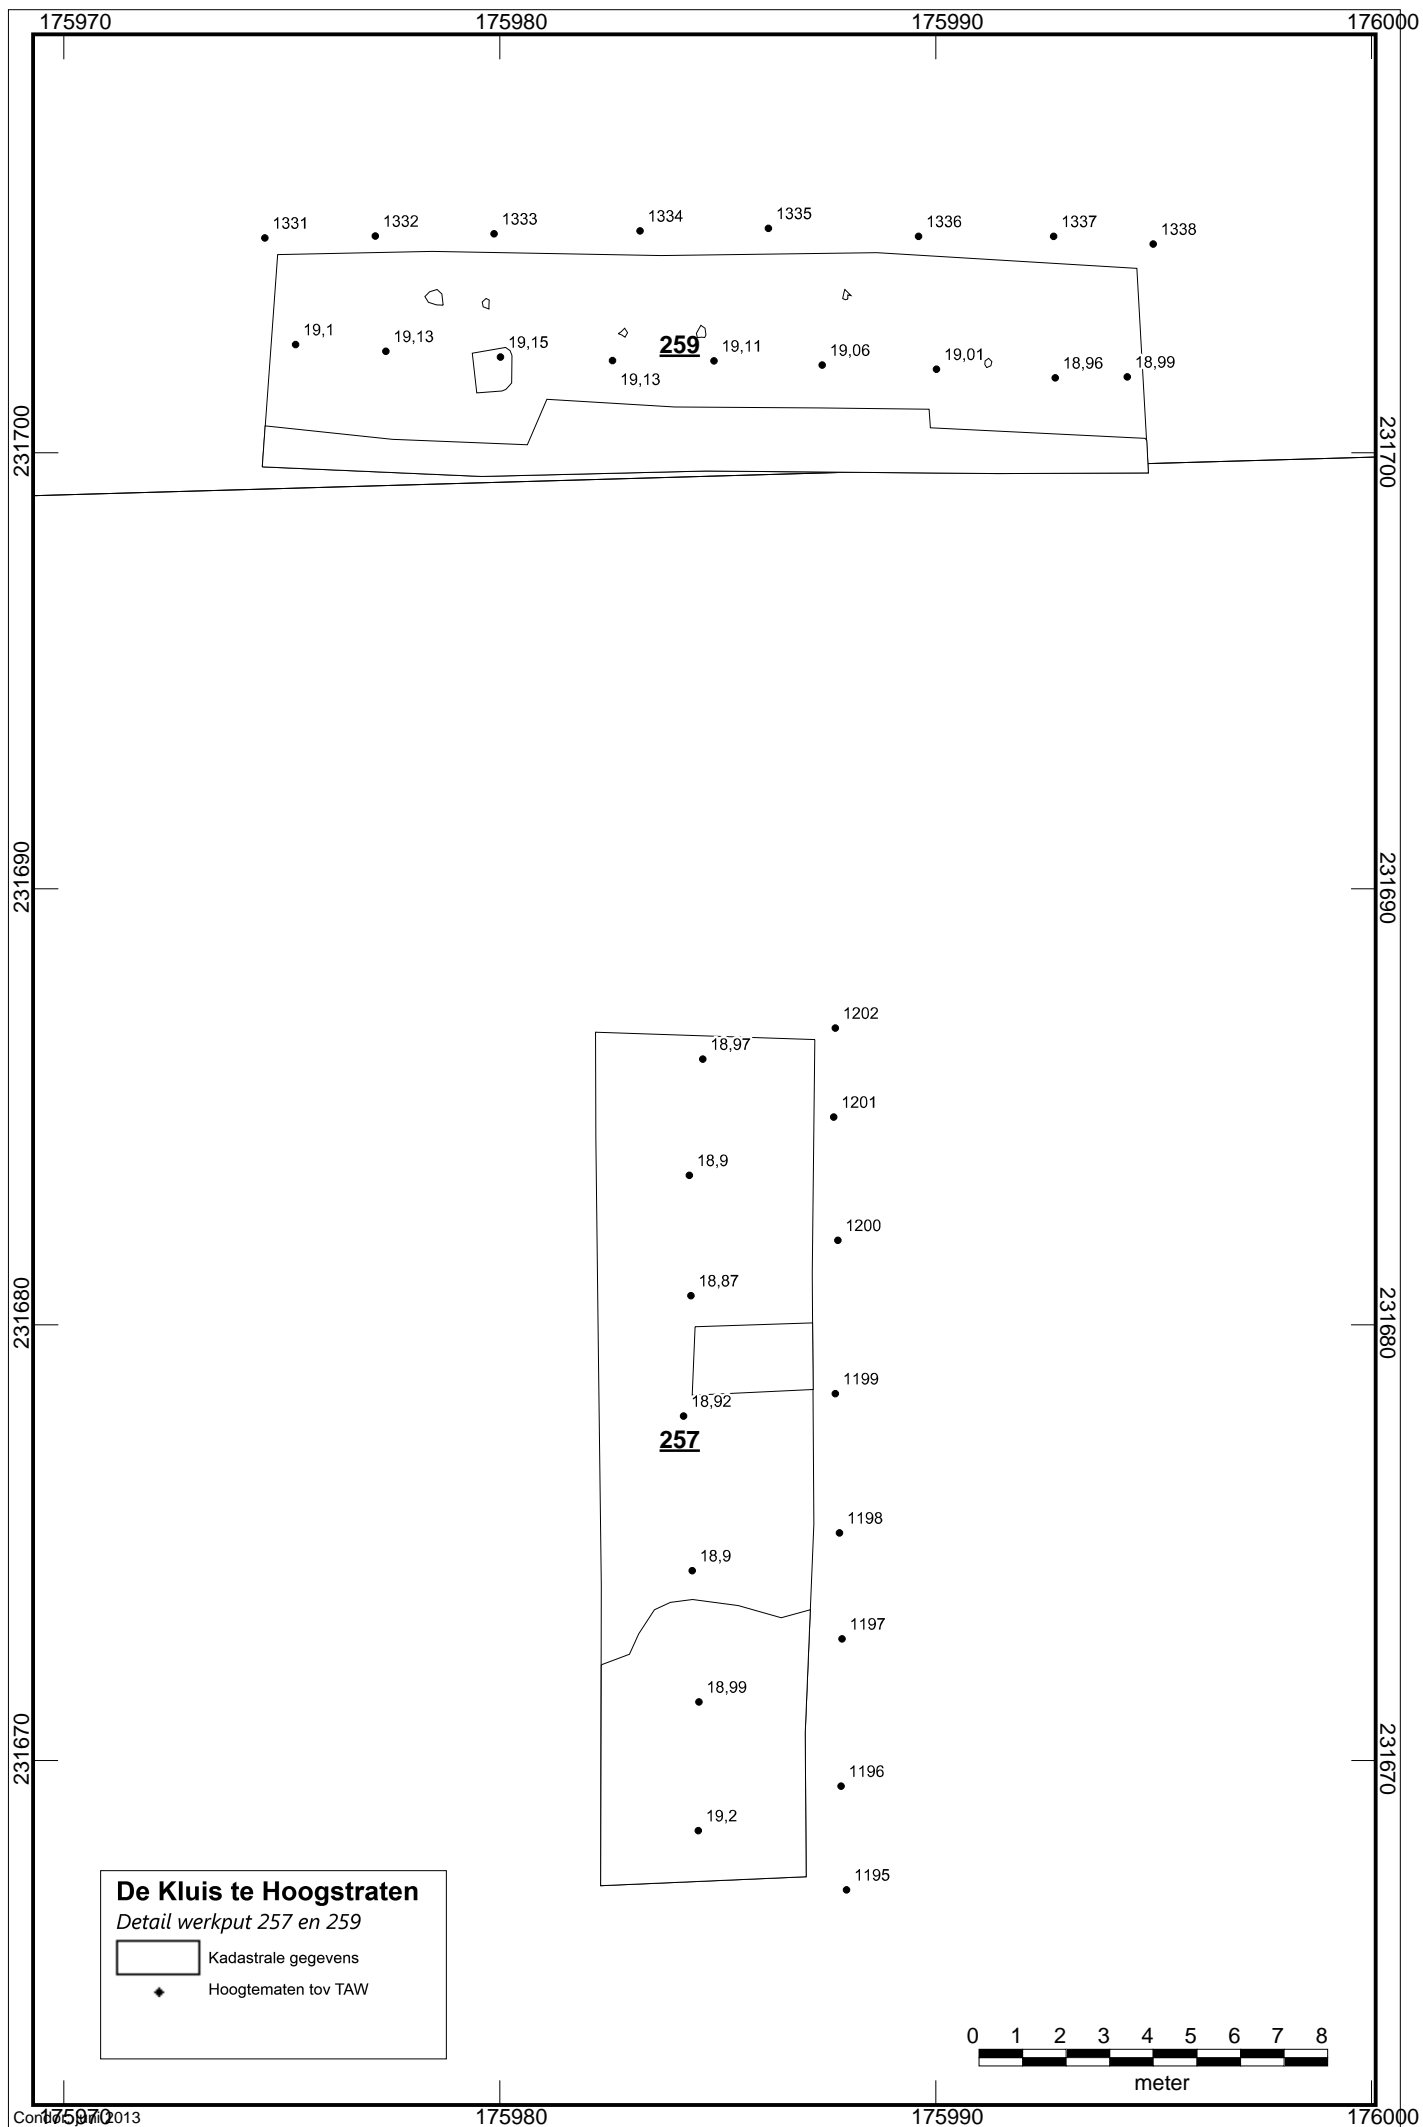 175970 175980 175990 176000
1331 1332 1333 1334 1335 1336 1337 1338
19,1 19,13 19,15 19,13 259 19,11 19,06 19,01 18,96 18,99
231700 231700
231690 231690
1202
18,97
1201
18,9
1200
18,87
231680 231680
1199
18,92
257
1198
18,9
1197
18,99
231670 231670
1196
19,2
1195
De Kluis te Hoogstraten
Detail werkput 257 en 259
Kadastrale gegevens
Hoogtematen tov TAW
0 1 2 3 4 5 6 7 8
meter
175970 175980 175990 176000
Condor, juni 2013